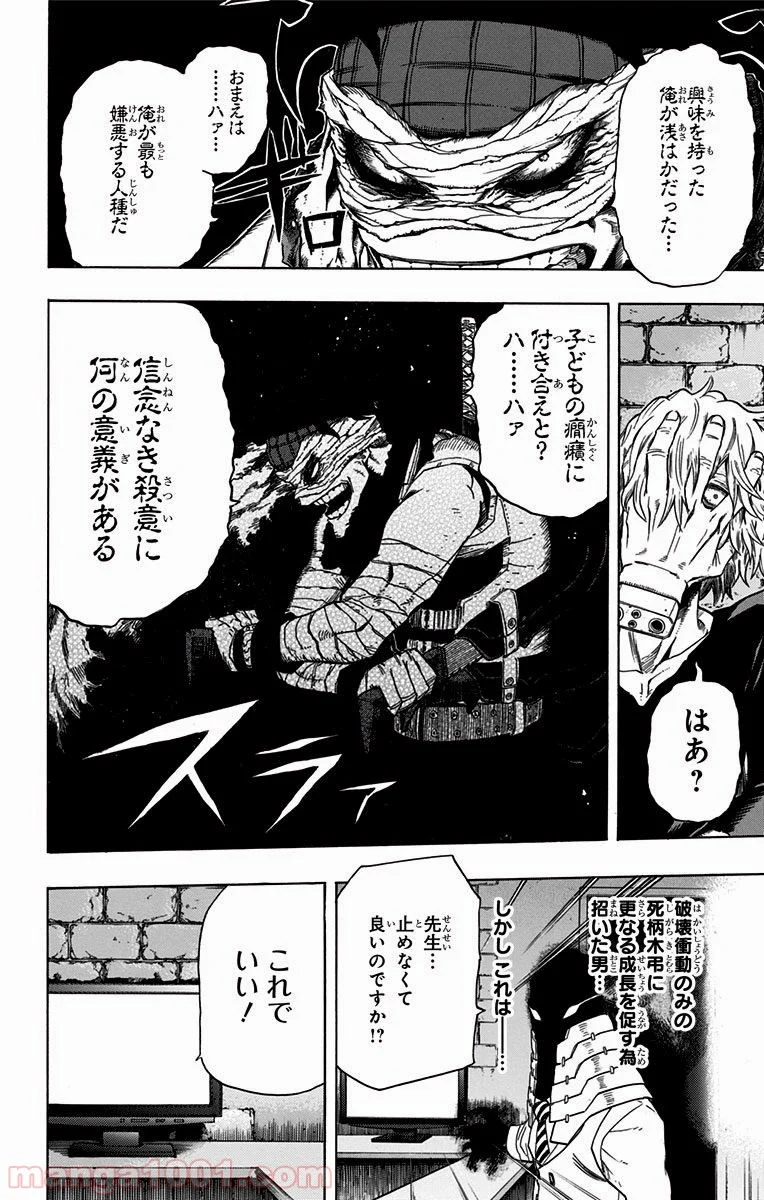 興味を持った
俺が浅はかだった…
おまえは
……ハァ
俺が最も
嫌悪する人種だ
ギロ
はあ?
子どもの癇癪に
付き合えと?
ハ……ハァ
信念なき殺意に
何の意義がある
スラァ
破壊衝動のみの
死柄木弔に
更なる成長を促す為
招いた男…
しかし これは――…
先生…
止めなくて
良いのですか!?
これで
いい!
manga1001.com